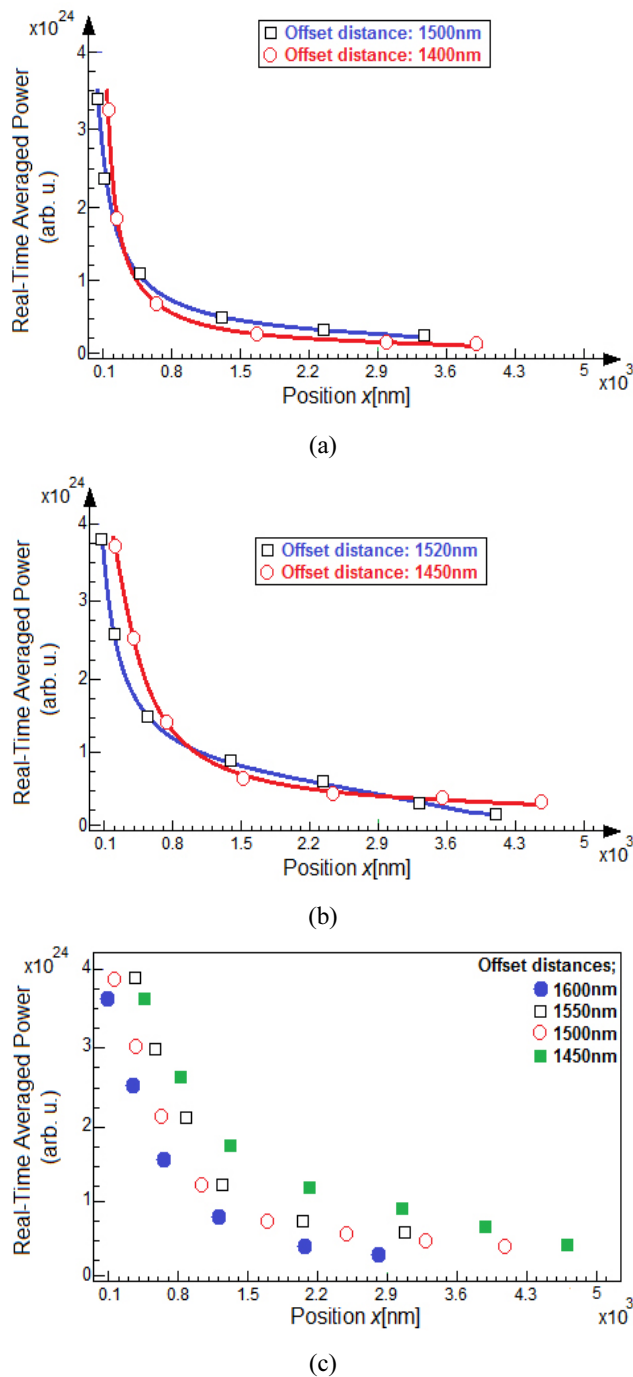 x10^24
Offset distance: 1500nm
Offset distance: 1400nm
4
3
2
1
0
Real-Time Averaged Power
(arb. u.)
0.1 0.8 1.5 2.2 2.9 3.6 4.3 5
x10^3
Position x[nm]
(a)
x10^24
Offset distance: 1520nm
Offset distance: 1450nm
4
3
2
1
0
Real-Time Averaged Power
(arb. u.)
0.1 0.8 1.5 2.2 2.9 3.6 4.3 5
x10^3
Position x[nm]
(b)
x10^24
Offset distances;
1600nm
1550nm
1500nm
1450nm
4
3
2
1
0
Real-Time Averaged Power
(arb. u.)
0.1 0.8 1.5 2.2 2.9 3.6 4.3 5
x10^3
Position x[nm]
(c)